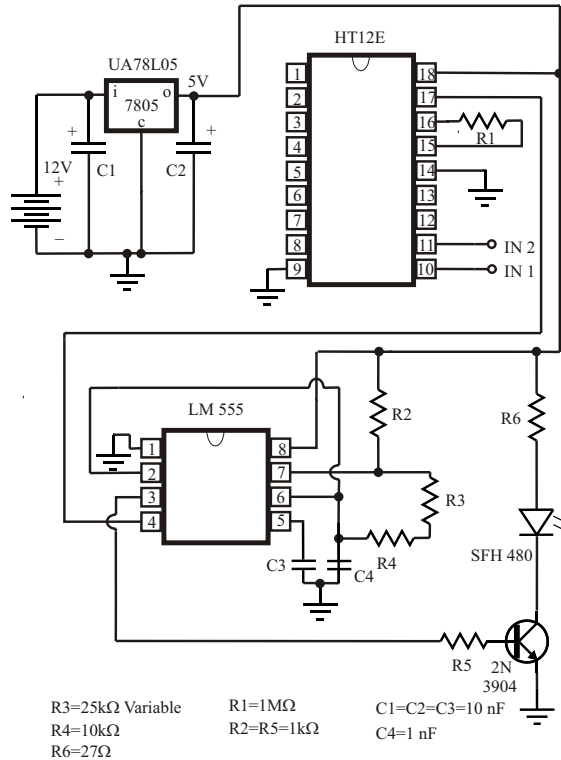 HT12E
UA78L05
5V
i
o
7805
c
+
+
12V
+
C1
C2
−
1
2
3
4
5
6
7
8
9
18
17
16
15
14
13
12
11
10
R1
IN 2
IN 1
LM 555
1
2
3
4
8
7
6
5
R2
R6
R3
R4
C3
C4
SFH 480
R5
2N
3904
R3=25kΩ Variable
R4=10kΩ
R6=27Ω
R1=1MΩ
R2=R5=1kΩ
C1=C2=C3=10 nF
C4=1 nF